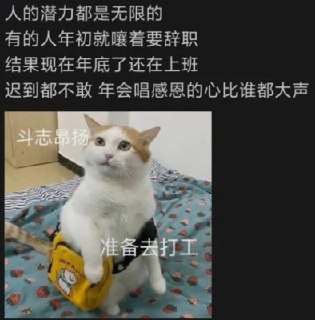 人的潜力都是无限的
有的人年初就嚷着要辞职
结果现在年底了还在上班
迟到都不敢 年会唱感恩的心比谁都大声
斗志昂扬
准备去打工